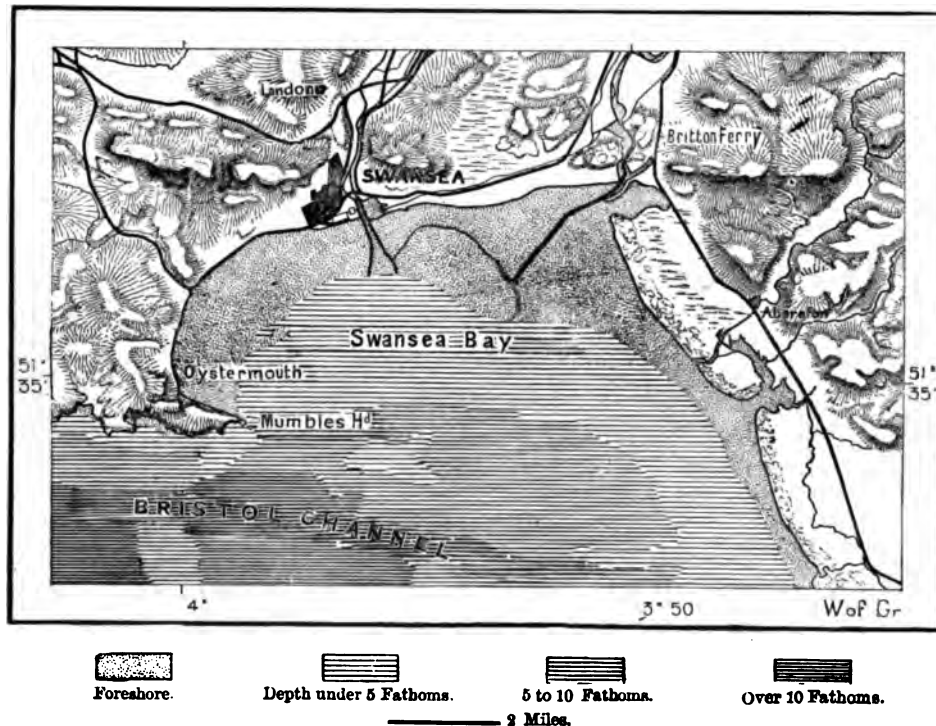 Landore
SWANSEA
Britton Ferry
Swansea Bay
Aberafon
51°
35'
51°
35'
Oystermouth
Mumbles Hd
BRISTOL CHANNEL
4°
3° 50
W of Gr
Foreshore.
Depth under 5 Fathoms.
5 to 10 Fathoms.
Over 10 Fathoms.
2 Miles.